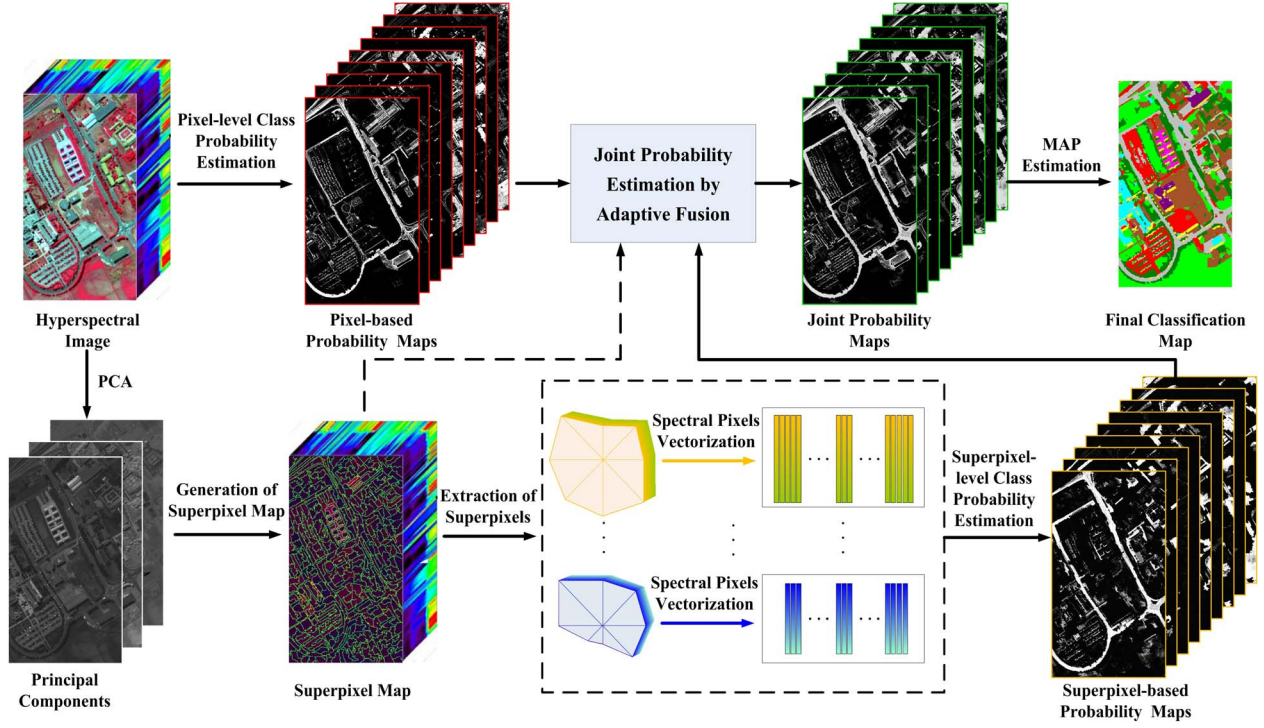 Pixel-level Class
Probability
Estimation
Joint Probability
Estimation by
Adaptive Fusion
MAP
Estimation
Hyperspectral
Image
Pixel-based
Probability Maps
Joint Probability
Maps
Final Classification
Map
PCA
Generation of
Superpixel Map
Extraction of
Superpixels
Spectral Pixels
Vectorization
Spectral Pixels
Vectorization
Superpixel-
level Class
Probability
Estimation
Principal
Components
Superpixel Map
Superpixel-based
Probability Maps